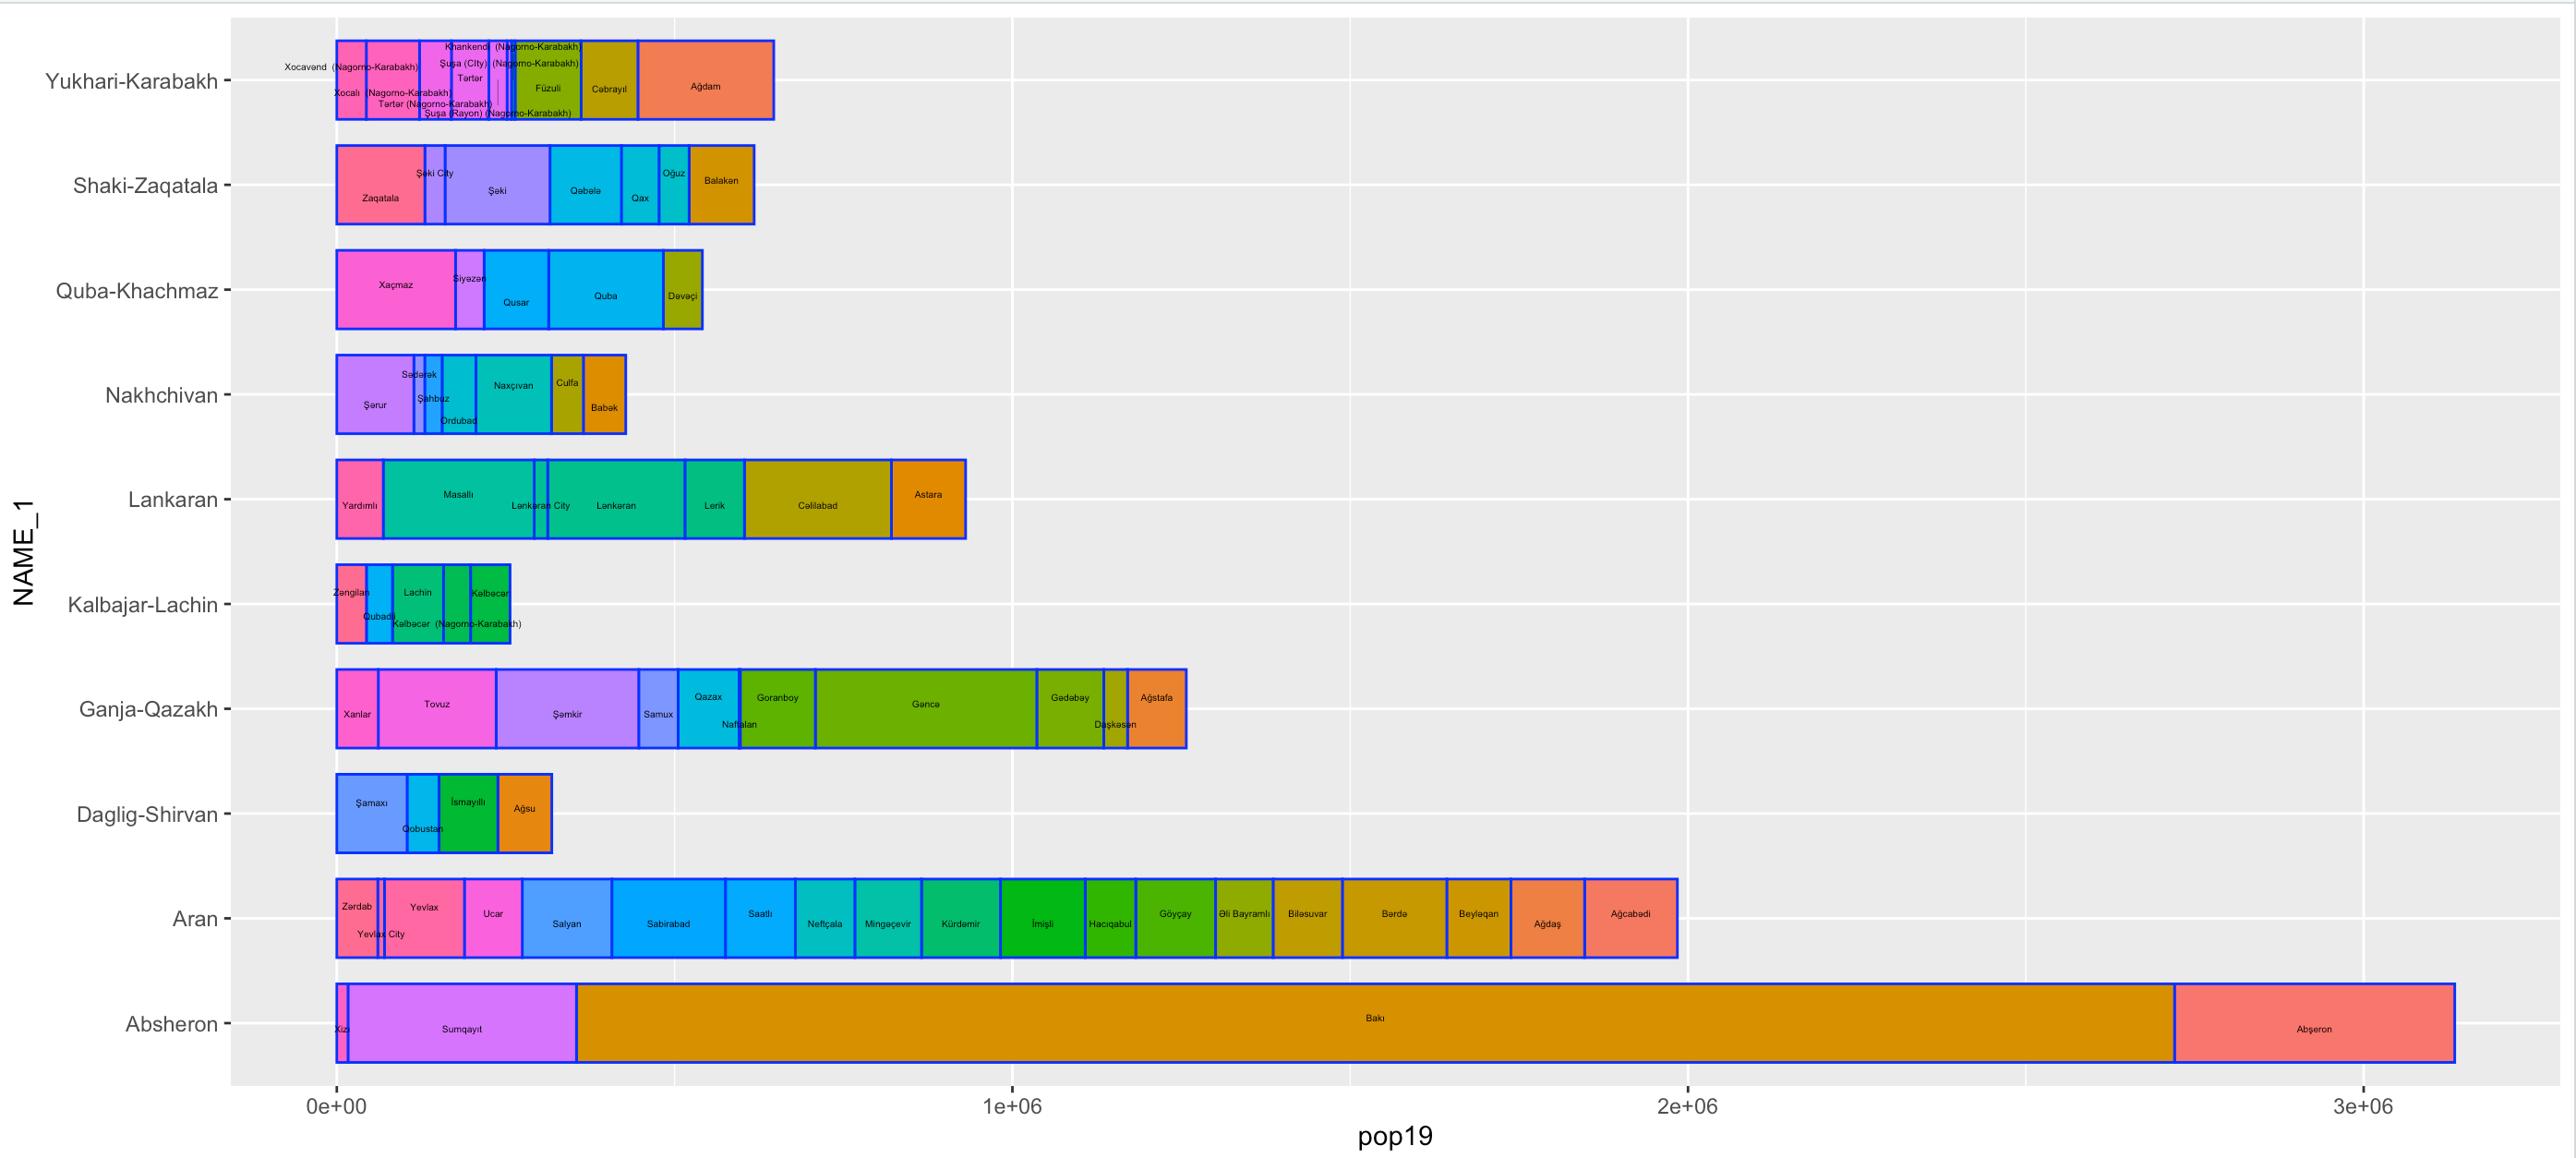 Yukhari-Karabakh
Khankendi (Nagorno-Karabakh)
Şuşa (CIty) (Nagorno-Karabakh)
Xocavənd (Nagorno-Karabakh)
Tərtər
Füzuli
Cəbrayıl
Ağdam
Xocalı (Nagorno-Karabakh)
Tərtər (Nagorno-Karabakh)
Şuşa (Rayon) (Nagorno-Karabakh)
Shaki-Zaqatala
Zaqatala
Şəki City
Şəki
Qəbələ
Qax
Oğuz
Balakən
Quba-Khachmaz
Xaçmaz
Siyəzən
Qusar
Quba
Dəvəçi
Nakhchivan
Şərur
Sədərək
Şahbuz
Ordubad
Naxçıvan
Culfa
Babək
Lankaran
Yardımlı
Masallı
Lənkəran City
Lənkəran
Lerik
Cəlilabad
Astara
Kalbajar-Lachin
Zəngilan
Qubadlı
Lachin
Kəlbəcər (Nagorno-Karabakh)
Kəlbəcər
Ganja-Qazakh
Xanlar
Tovuz
Şəmkir
Samux
Qazax
Naftalan
Goranboy
Gəncə
Gədəbəy
Daşkəsən
Ağstafa
Daglig-Shirvan
Şamaxı
Qobustan
İsmayıllı
Ağsu
Aran
Zərdab
Yevlax City
Yevlax
Ucar
Salyan
Sabirabad
Saatlı
Neftçala
Mingəçevir
Kürdəmir
İmişli
Hacıqabul
Göyçay
Əli Bayramlı
Biləsuvar
Bərdə
Beyləqan
Ağdaş
Ağcabədi
Absheron
Xızı
Sumqayıt
Bakı
Abşeron
0e+00
1e+06
2e+06
3e+06
pop19
NAME_1